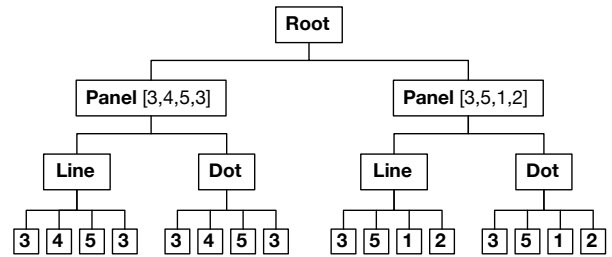 Root
Panel [3,4,5,3] Panel [3,5,1,2]
Line Dot Line Dot
3 4 5 3 3 4 5 3 3 5 1 2 3 5 1 2